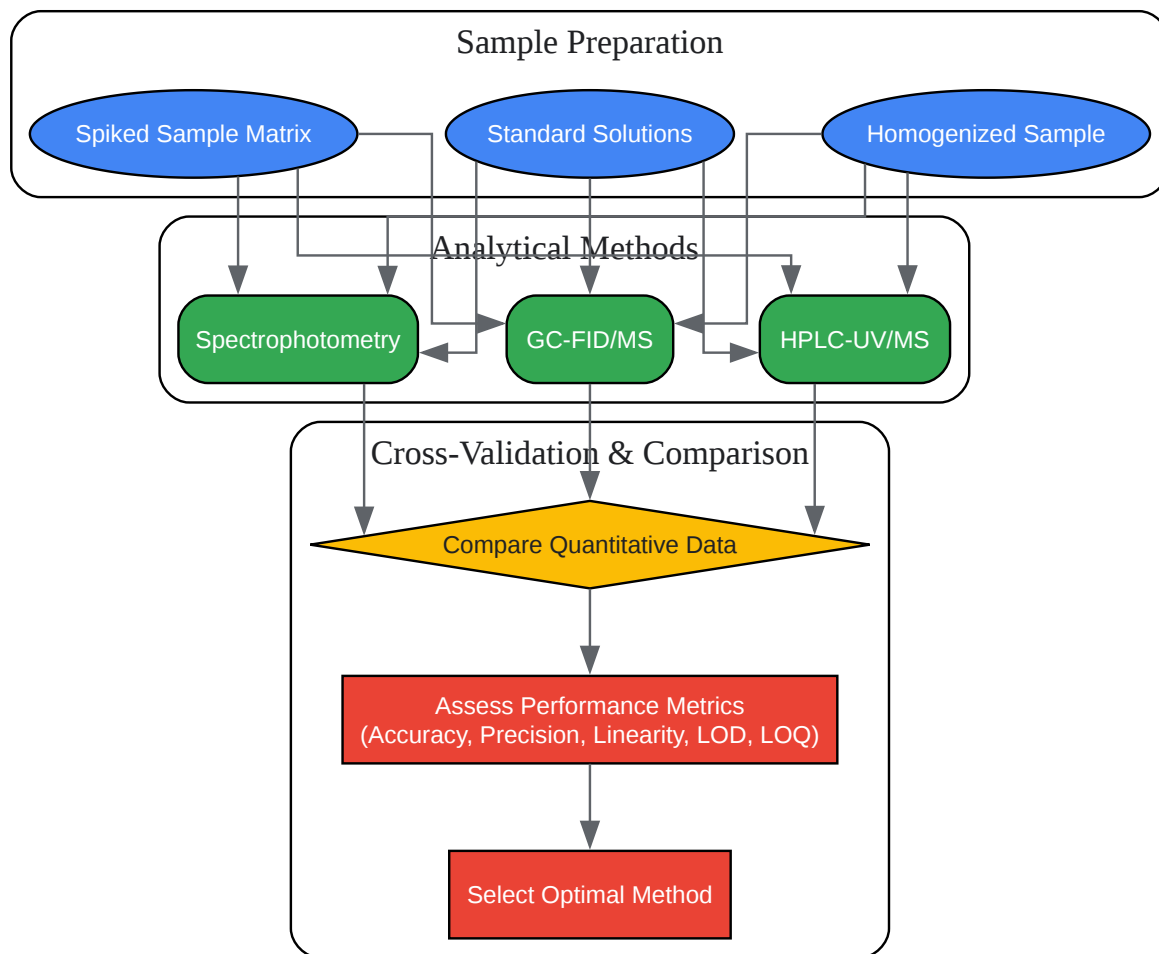 Sample Preparation
Spiked Sample Matrix
Standard Solutions
Homogenized Sample
Analytical Methods
Spectrophotometry
GC-FID/MS
HPLC-UV/MS
Cross-Validation & Comparison
Compare Quantitative Data
Assess Performance Metrics
(Accuracy, Precision, Linearity, LOD, LOQ)
Select Optimal Method